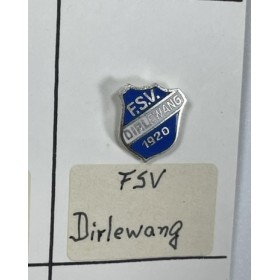 F.S.V.
DIRLEWANG
1920
FSV
Dirlewang